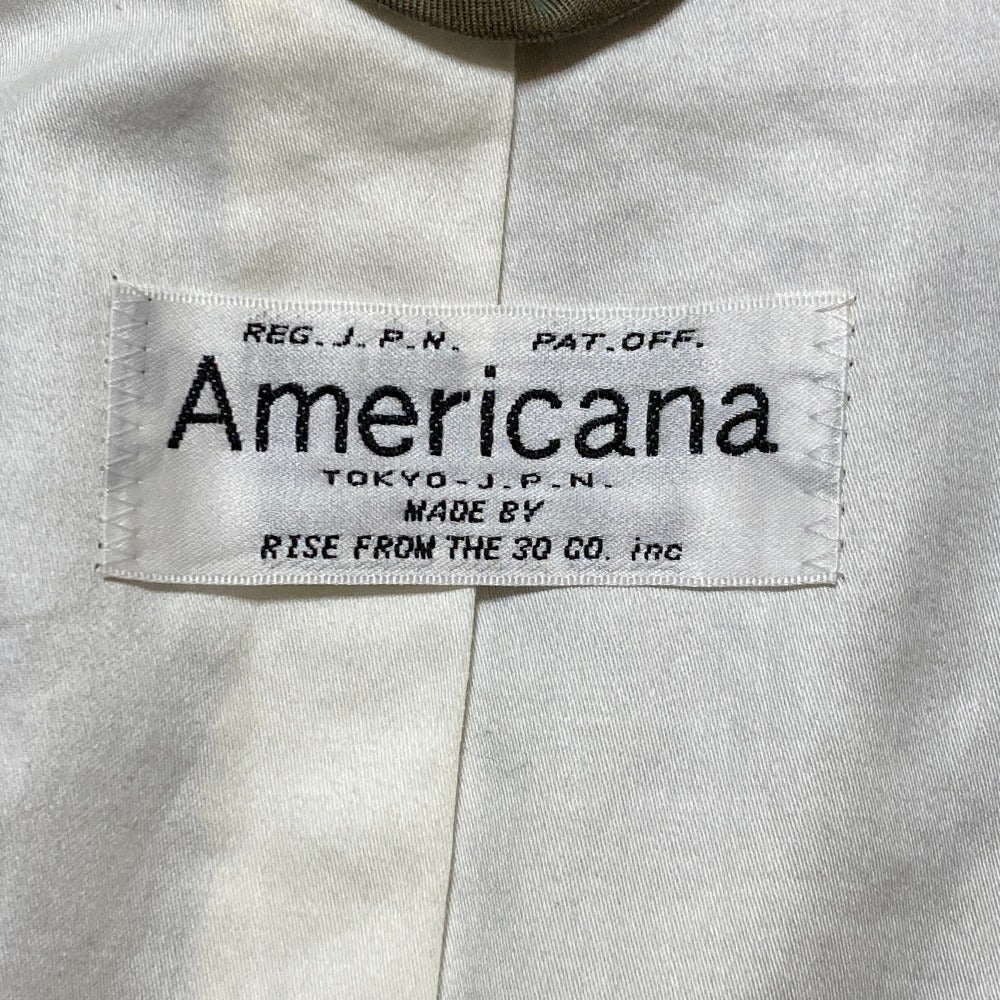 REG.J.P.N. PAT.OFF.
Americana
TOKYO-J.P.N.
MADE BY
RISE FROM THE 30 CO. inc